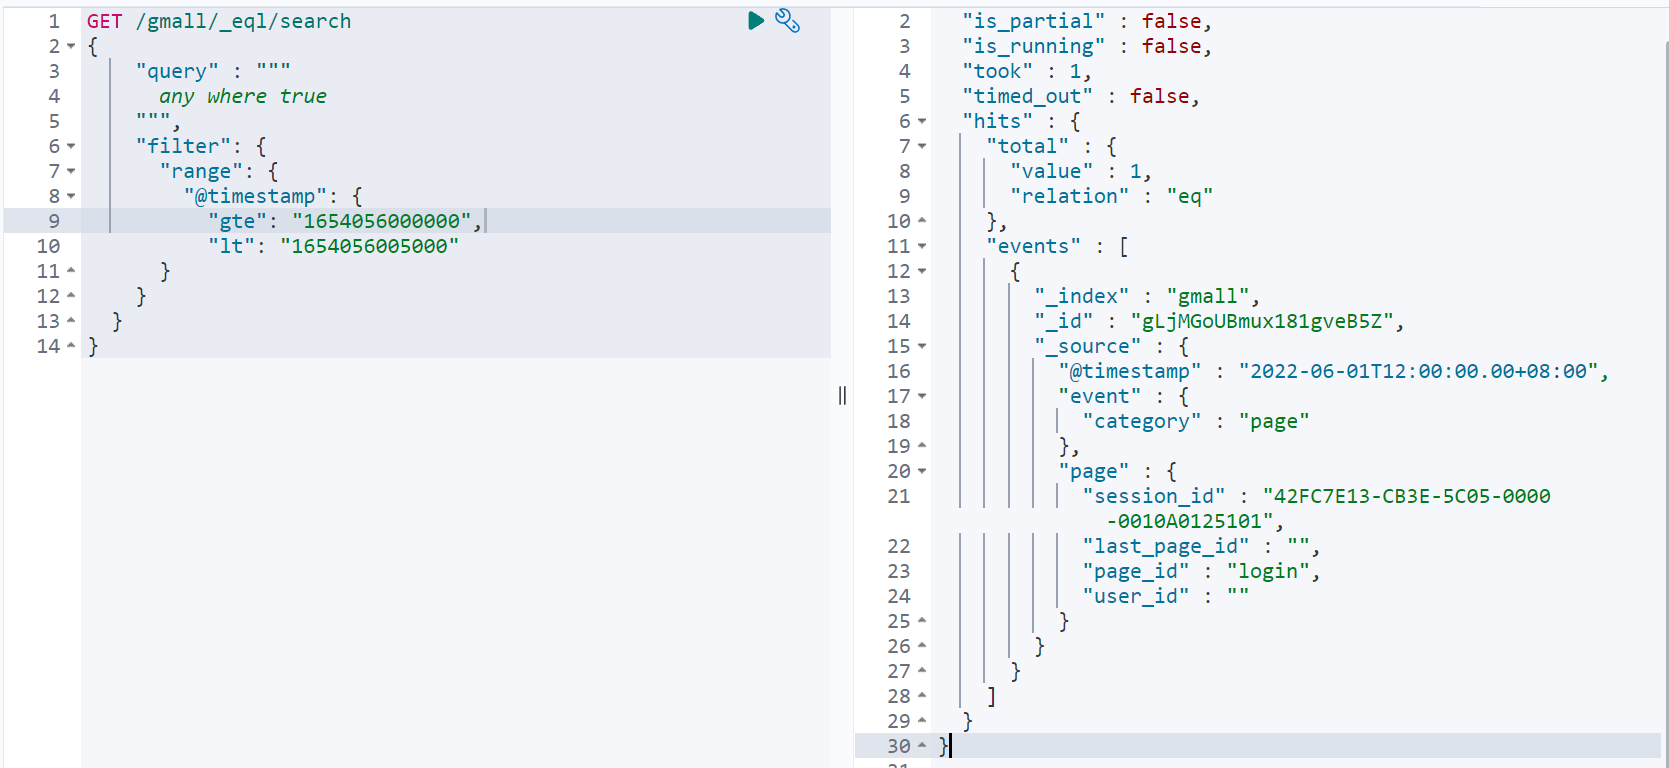 1 GET /gmall/_eql/search
2 {
3 "query" : """
4 any where true
5 """,
6 "filter": {
7 "range": {
8 "@timestamp": {
9 "gte": "1654056000000",
10 "lt": "1654056005000"
11 }
12 }
13 }
14 }
2 "is_partial" : false,
3 "is_running" : false,
4 "took" : 1,
5 "timed_out" : false,
6 "hits" : {
7 "total" : {
8 "value" : 1,
9 "relation" : "eq"
10 },
11 "events" : [
12 {
13 "_index" : "gmall",
14 "_id" : "gLjMGoUBmux181gveB5Z",
15 "_source" : {
16 "@timestamp" : "2022-06-01T12:00:00.00+08:00",
17 "event" : {
18 "category" : "page"
19 },
20 "page" : {
21 "session_id" : "42FC7E13-CB3E-5C05-0000
-0010A0125101",
22 "last_page_id" : "",
23 "page_id" : "login",
24 "user_id" : ""
25 }
26 }
27 }
28 ]
29 }
30 }